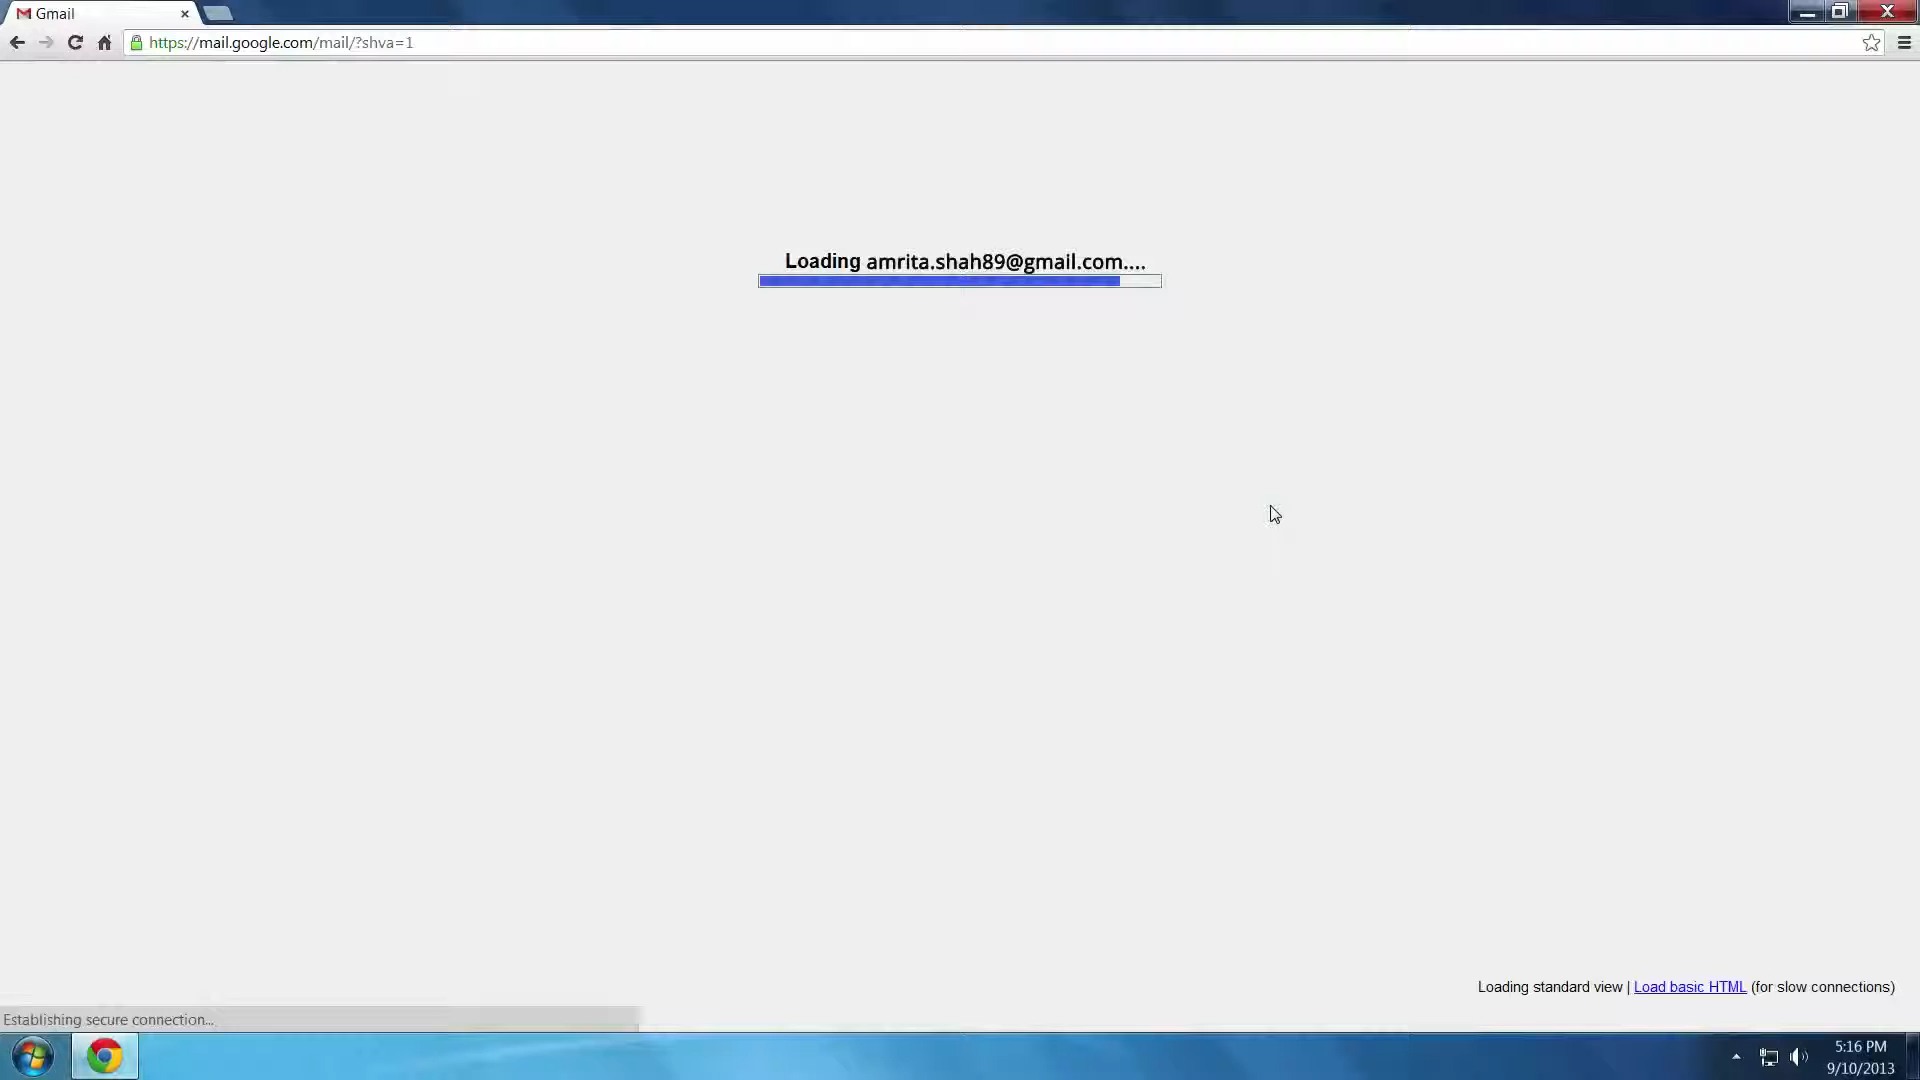 Gmail
https://mail.google.com/mail/?shva=1
Loading amrita.shah89@gmail.com....
Loading standard view | Load basic HTML (for slow connections)
Establishing secure connection...
5:16 PM
9/10/2013